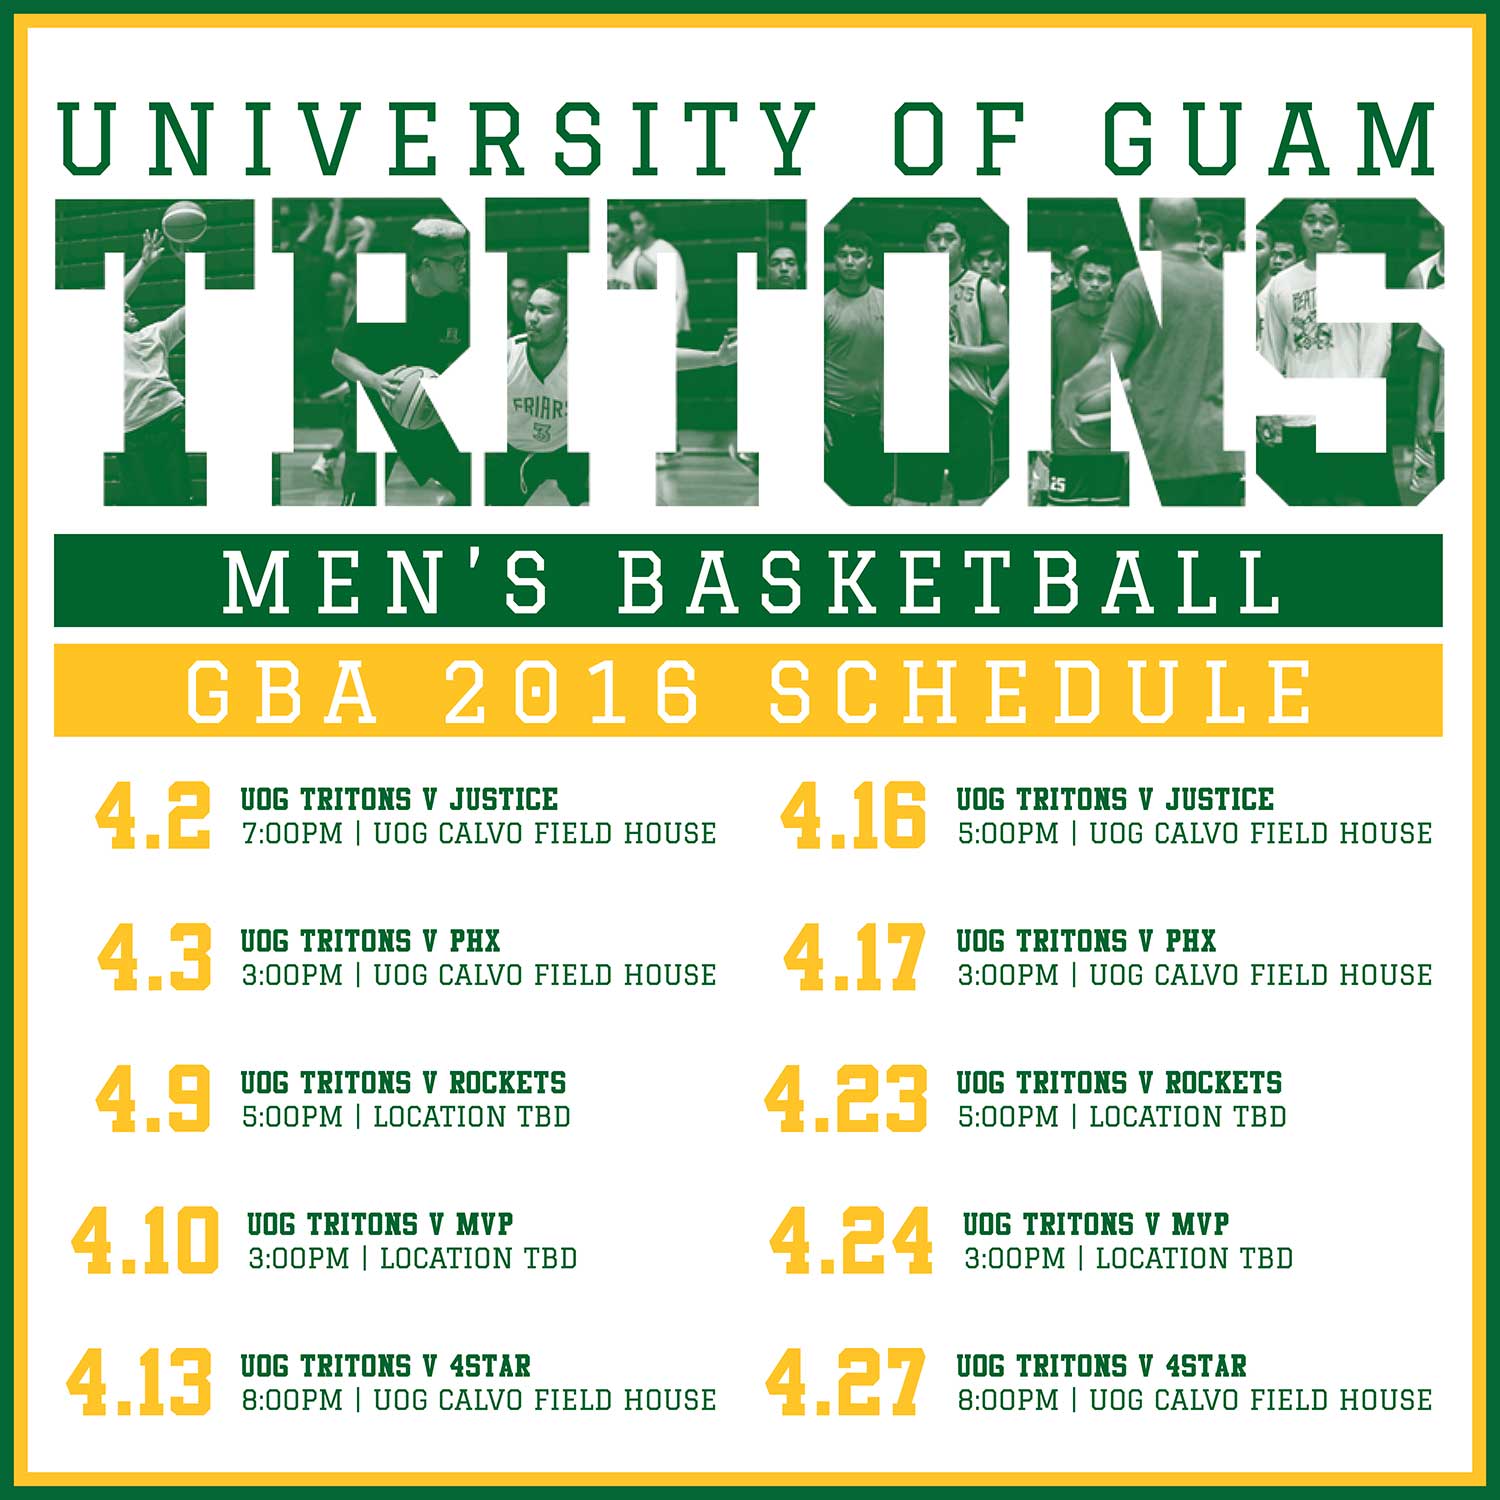 UNIVERSITY OF GUAM
TRITONS
FRIARS
3
25
MEN'S BASKETBALL
GBA 2016 SCHEDULE
4.2
UOG TRITONS V JUSTICE
7:00PM | UOG CALVO FIELD HOUSE
4.3
UOG TRITONS V PHX
3:00PM | UOG CALVO FIELD HOUSE
4.9
UOG TRITONS V ROCKETS
5:00PM | LOCATION TBD
4.10
UOG TRITONS V MVP
3:00PM | LOCATION TBD
4.13
UOG TRITONS V 4STAR
8:00PM | UOG CALVO FIELD HOUSE
4.16
UOG TRITONS V JUSTICE
5:00PM | UOG CALVO FIELD HOUSE
4.17
UOG TRITONS V PHX
3:00PM | UOG CALVO FIELD HOUSE
4.23
UOG TRITONS V ROCKETS
5:00PM | LOCATION TBD
4.24
UOG TRITONS V MVP
3:00PM | LOCATION TBD
4.27
UOG TRITONS V 4STAR
8:00PM | UOG CALVO FIELD HOUSE